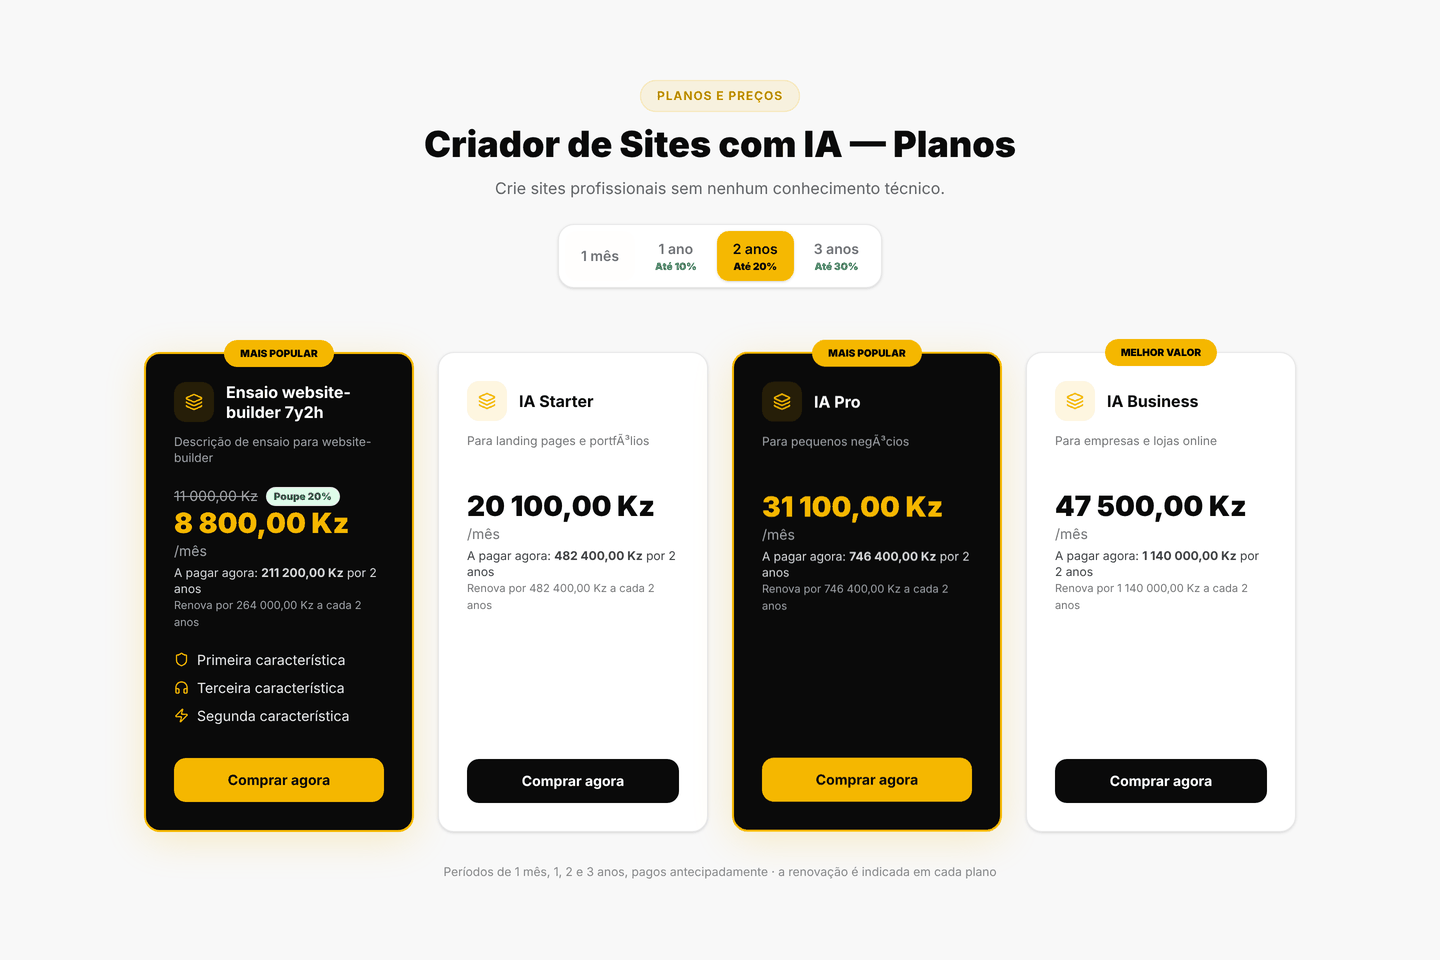 PLANOS E PREÇOS
Criador de Sites com IA — Planos
Crie sites profissionais sem nenhum conhecimento técnico.
1 mês
1 ano
Até 10%
2 anos
Até 20%
3 anos
Até 30%
MAIS POPULAR
Ensaio website-
builder 7y2h
Descrição de ensaio para website-
builder
11 000,00 Kz
Poupe 20%
8 800,00 Kz
/mês
A pagar agora: 211 200,00 Kz por 2
anos
Renova por 264 000,00 Kz a cada 2
anos
Primeira característica
Terceira característica
Segunda característica
Comprar agora
IA Starter
Para landing pages e portfÃ³lios
20 100,00 Kz
/mês
A pagar agora: 482 400,00 Kz por 2
anos
Renova por 482 400,00 Kz a cada 2
anos
Comprar agora
MAIS POPULAR
IA Pro
Para pequenos negÃ³cios
31 100,00 Kz
/mês
A pagar agora: 746 400,00 Kz por 2
anos
Renova por 746 400,00 Kz a cada 2
anos
Comprar agora
MELHOR VALOR
IA Business
Para empresas e lojas online
47 500,00 Kz
/mês
A pagar agora: 1 140 000,00 Kz por
2 anos
Renova por 1 140 000,00 Kz a cada 2
anos
Comprar agora
Períodos de 1 mês, 1, 2 e 3 anos, pagos antecipadamente · a renovação é indicada em cada plano